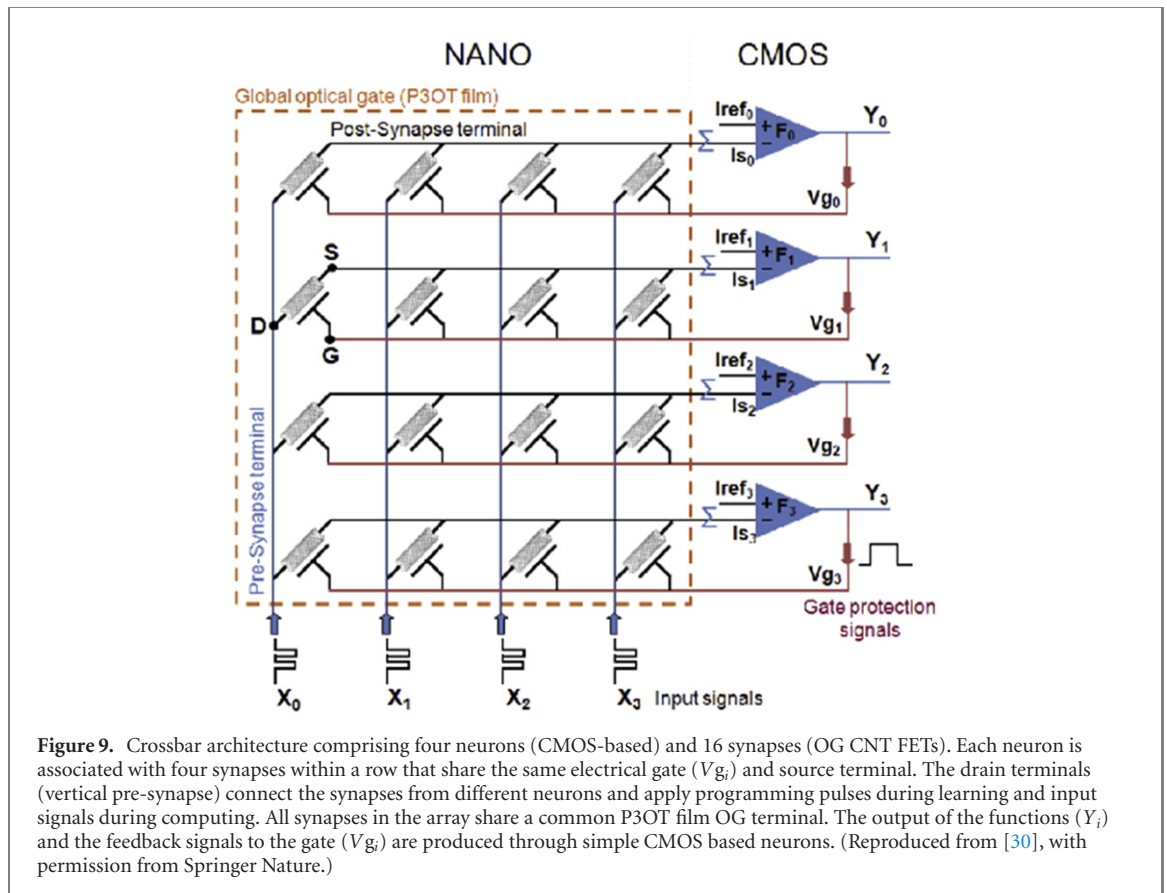 NANO CMOS
Global optical gate (P3OT film)
Post-Synapse terminal
Iref₀
+ F₀
−
Σ
Is₀
Y₀
Vg₀
S
D
G
Iref₁
+ F₁
−
Σ
Is₁
Y₁
Vg₁
Pre-Synapse terminal
Iref₂
+ F₂
−
Σ
Is₂
Y₂
Vg₂
Iref₃
+ F₃
−
Σ
Is₃
Y₃
Vg₃
Gate protection
signals
X₀ X₁ X₂ X₃ Input signals
Figure 9. Crossbar architecture comprising four neurons (CMOS-based) and 16 synapses (OG CNT FETs). Each neuron is
associated with four synapses within a row that share the same electrical gate (Vgᵢ) and source terminal. The drain terminals
(vertical pre-synapse) connect the synapses from different neurons and apply programming pulses during learning and input
signals during computing. All synapses in the array share a common P3OT film OG terminal. The output of the functions (Yᵢ)
and the feedback signals to the gate (Vgᵢ) are produced through simple CMOS based neurons. (Reproduced from [30], with
permission from Springer Nature.)